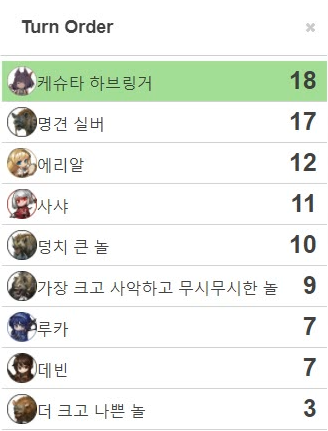 Turn Order ×
케슈타 하브링거 18
명견 실버 17
에리알 12
사샤 11
덩치 큰 놀 10
가장 크고 사악하고 무시무시한 놀 9
루카 7
데빈 7
더 크고 나쁜 놀 3